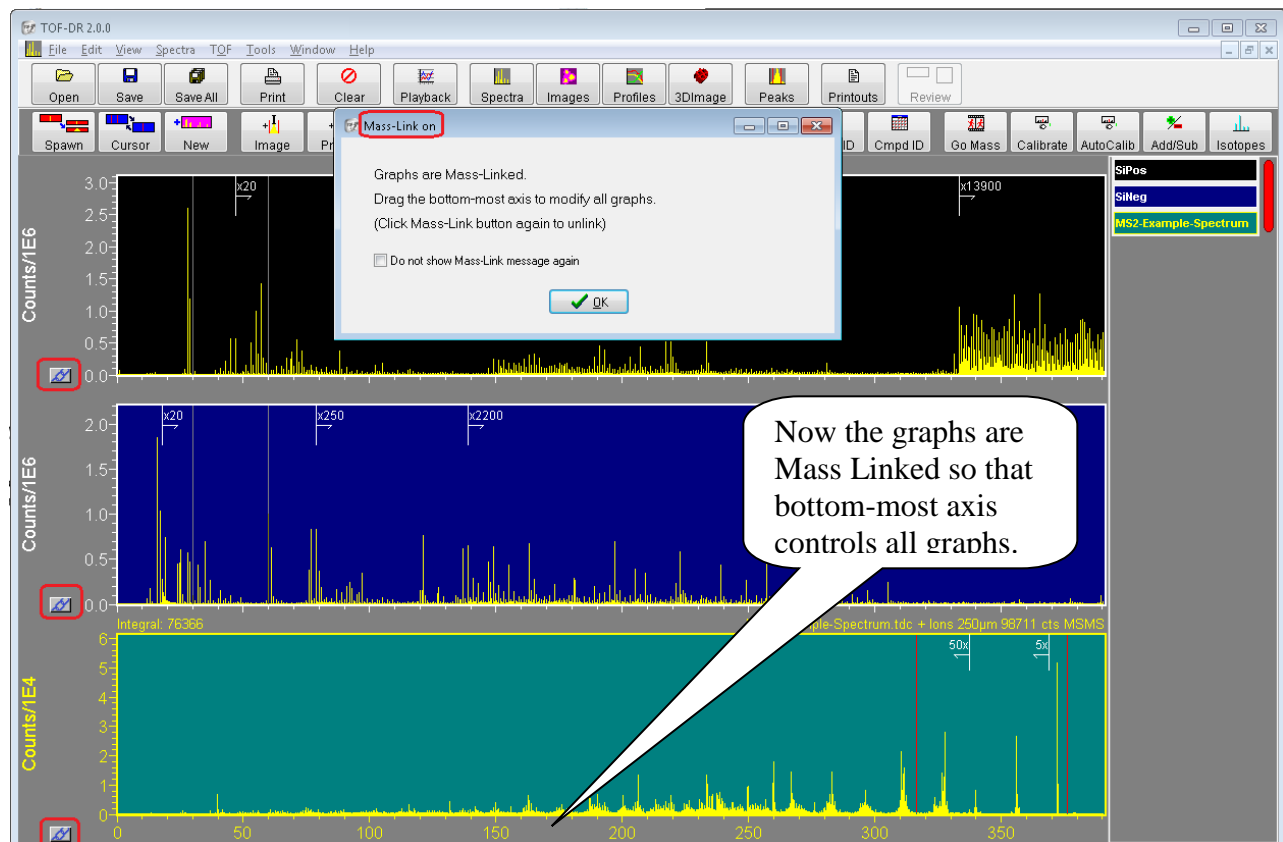 TOF-DR 2.0.0
File Edit View Spectra TOF Tools Window Help
Open Save Save All Print Clear Playback Spectra Images Profiles 3DImage Peaks Printouts Review
Spawn Cursor New Image Pr ID Cmpd ID Go Mass Calibrate AutoCalib Add/Sub Isotopes
Mass-Link on
Graphs are Mass-Linked.
Drag the bottom-most axis to modify all graphs.
(Click Mass-Link button again to unlink)
Do not show Mass-Link message again
OK
SiPos
SiNeg
MS2-Example-Spectrum
Counts/1E6
3.0
2.5
2.0
1.5
1.0
0.5
0.0
x20 x13900
Counts/1E6
2.0
1.5
1.0
0.5
0.0
x20 x250 x2200
Now the graphs are
Mass Linked so that
bottom-most axis
controls all graphs.
Integral: 76366 ple-Spectrum.tdc + Ions 250µm 98711 cts MSMS
Counts/1E4
6
5
4
3
2
1
0
50x 5x
0 50 100 150 200 250 300 350